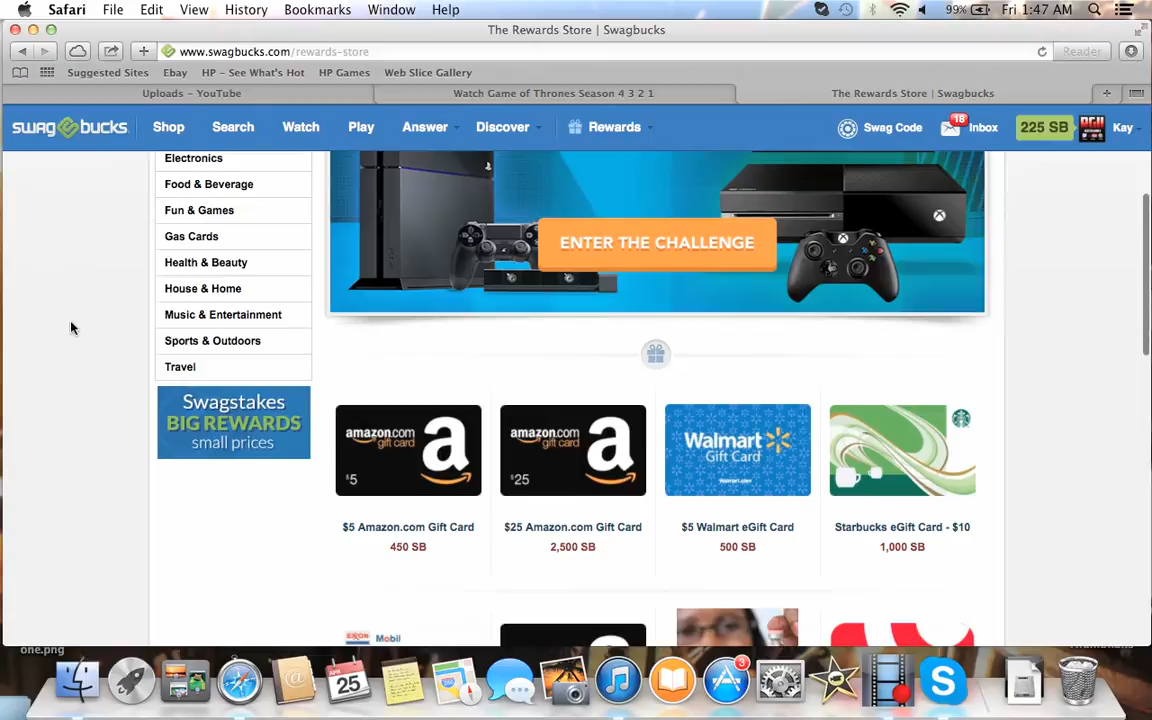 Safari File Edit View History Bookmarks Window Help 99% Fri 1:47 AM
The Rewards Store | Swagbucks
www.swagbucks.com/rewards-store Reader
Suggested Sites Ebay HP – See What's Hot HP Games Web Slice Gallery
Uploads – YouTube Watch Game of Thrones Season 4 3 2 1 The Rewards Store | Swagbucks
swagbucks Shop Search Watch Play Answer Discover Rewards Swag Code 18 Inbox 225 SB Kay
Electronics
Food & Beverage
Fun & Games
Gas Cards
Health & Beauty
House & Home
Music & Entertainment
Sports & Outdoors
Travel
ENTER THE CHALLENGE
Swagstakes
BIG REWARDS
small prices
amazon.com
gift card
$5
amazon.com
gift card
$25
Walmart
Gift Card
Walmart.com
$5 Amazon.com Gift Card $25 Amazon.com Gift Card $5 Walmart eGift Card Starbucks eGift Card - $10
450 SB 2,500 SB 500 SB 1,000 SB
EXON Mobil
one.png
APR
25
3